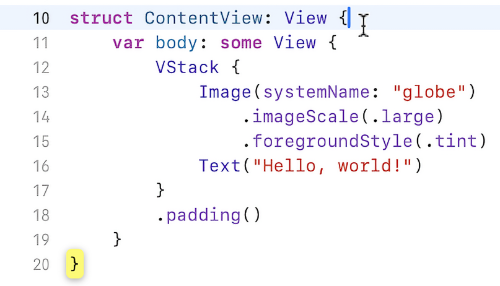 10 struct ContentView: View {
11     var body: some View {
12         VStack {
13             Image(systemName: "globe")
14                 .imageScale(.large)
15                 .foregroundStyle(.tint)
16             Text("Hello, world!")
17         }
18         .padding()
19     }
20 }